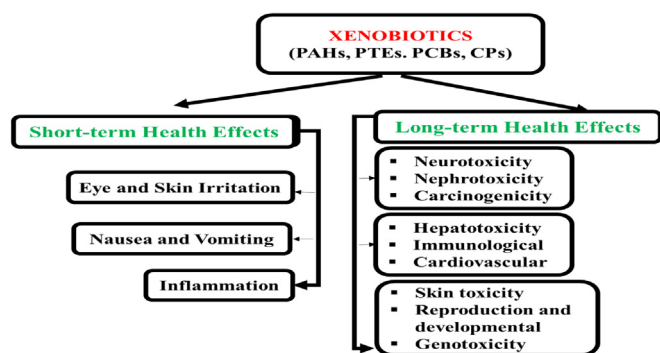 XENOBIOTICS
(PAHs, PTEs. PCBs, CPs)
Short-term Health Effects
Eye and Skin Irritation
Nausea and Vomiting
Inflammation
Long-term Health Effects
▪ Neurotoxicity
▪ Nephrotoxicity
▪ Carcinogenicity
▪ Hepatotoxicity
▪ Immunological
▪ Cardiovascular
▪ Skin toxicity
▪ Reproduction and
developmental
▪ Genotoxicity